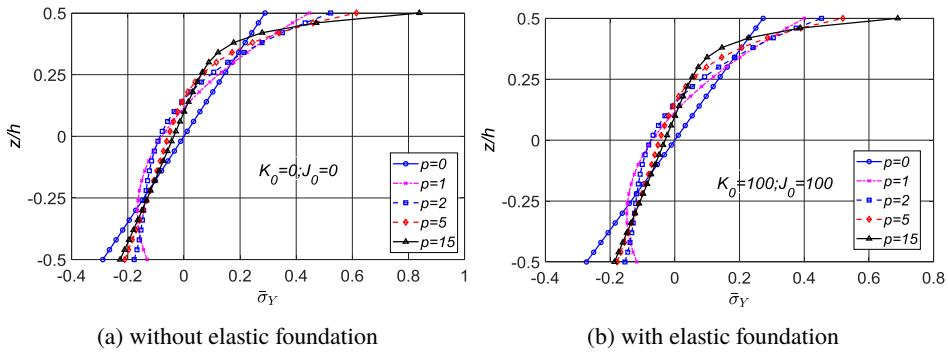 0.5
0.25
0
-0.25
-0.5
z/h
-0.4 -0.2 0 0.2 0.4 0.6 0.8 1
σ̄_Y
K_0=0;J_0=0
p=0
p=1
p=2
p=5
p=15
(a) without elastic foundation
0.5
0.25
0
-0.25
-0.5
z/h
-0.4 -0.2 0 0.2 0.4 0.6 0.8
σ̄_Y
K_0=100;J_0=100
p=0
p=1
p=2
p=5
p=15
(b) with elastic foundation